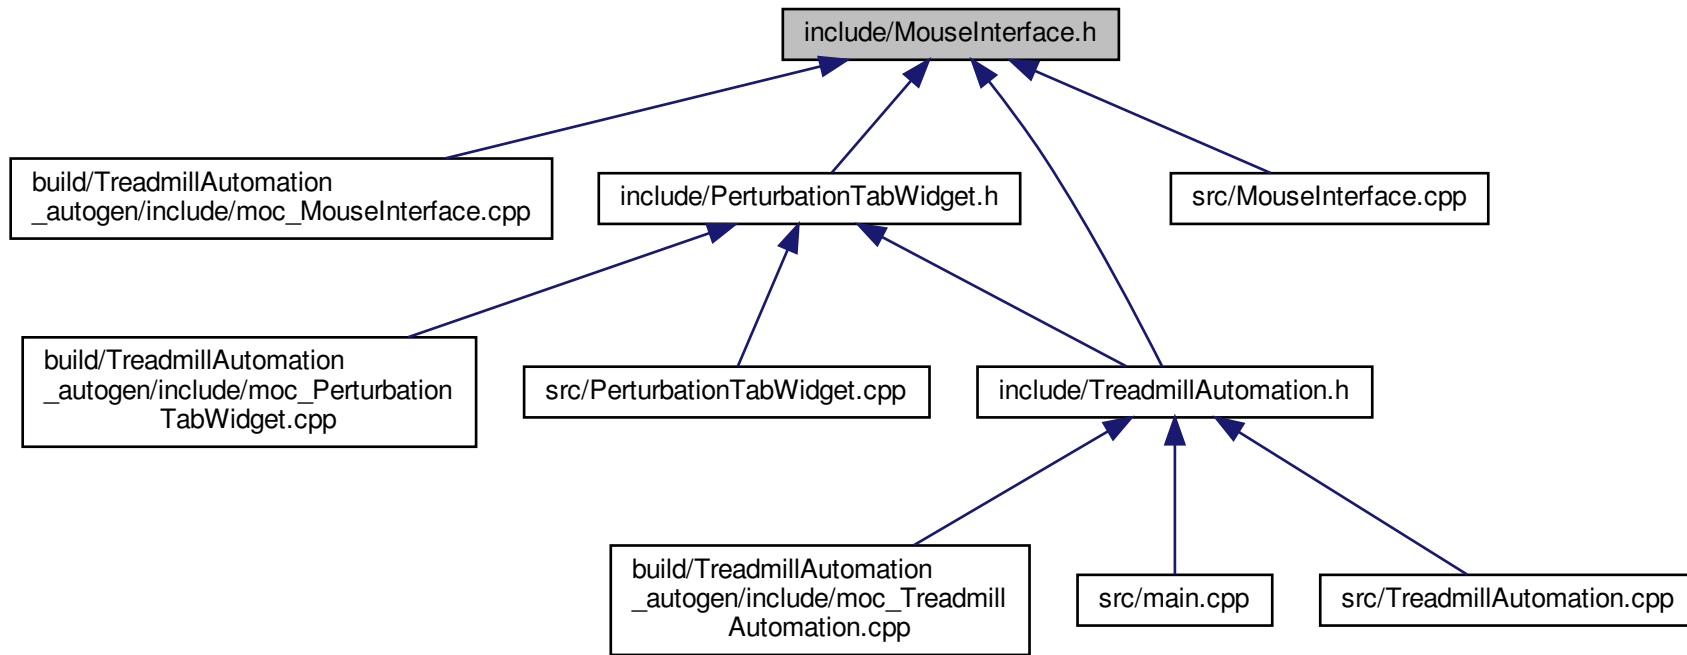 include/MouseInterface.h
build/TreadmillAutomation
_autogen/include/moc_MouseInterface.cpp
include/PerturbationTabWidget.h
src/MouseInterface.cpp
build/TreadmillAutomation
_autogen/include/moc_Perturbation
TabWidget.cpp
src/PerturbationTabWidget.cpp
include/TreadmillAutomation.h
build/TreadmillAutomation
_autogen/include/moc_Treadmill
Automation.cpp
src/main.cpp
src/TreadmillAutomation.cpp